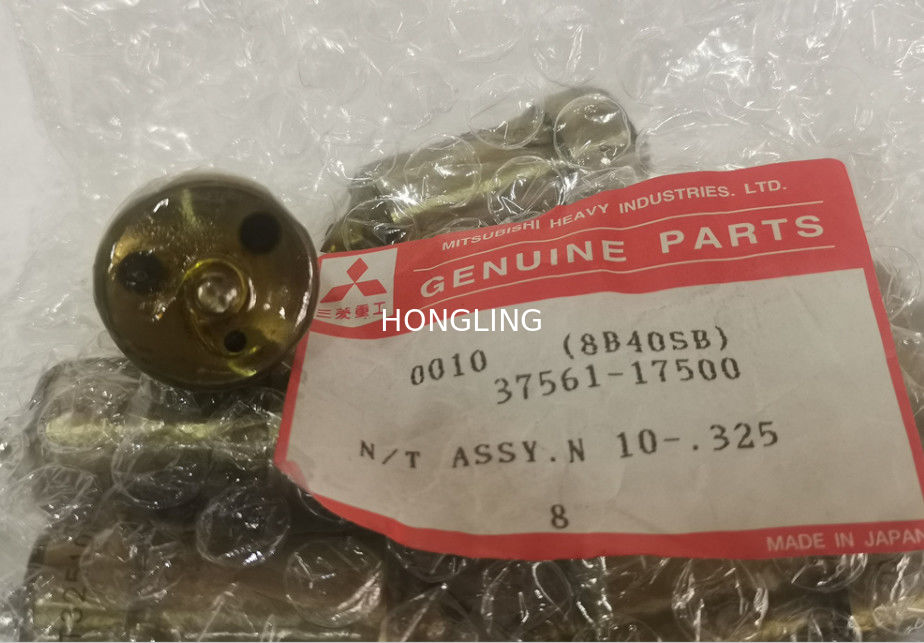 MITSUBISHI HEAVY INDUSTRIES. LTD.
GENUINE PARTS
三菱重工
HONGLING
0010 (8B40SB)
37561-17500
N/T ASSY.N 10-.325
8
MADE IN JAPAN